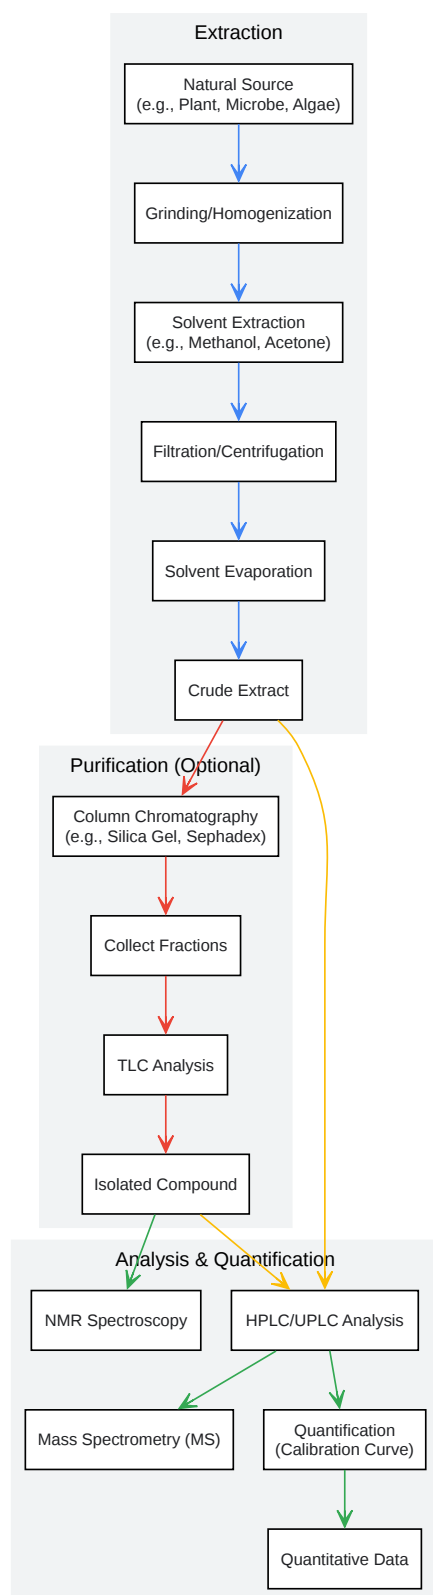 Extraction
Natural Source
(e.g., Plant, Microbe, Algae)
Grinding/Homogenization
Solvent Extraction
(e.g., Methanol, Acetone)
Filtration/Centrifugation
Solvent Evaporation
Crude Extract
Purification (Optional)
Column Chromatography
(e.g., Silica Gel, Sephadex)
Collect Fractions
TLC Analysis
Isolated Compound
Analysis & Quantification
NMR Spectroscopy
HPLC/UPLC Analysis
Mass Spectrometry (MS)
Quantification
(Calibration Curve)
Quantitative Data